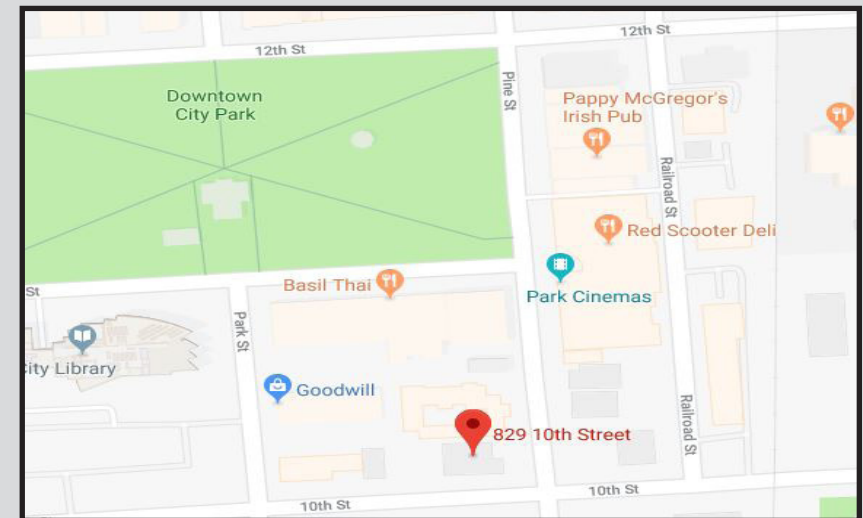 12th St
12th St
Downtown
City Park
Pine St
Pappy McGregor's
Irish Pub
Railroad St
Red Scooter Deli
Basil Thai
Park Cinemas
St
Park St
ity Library
Goodwill
Railroad St
829 10th Street
10th St
10th St